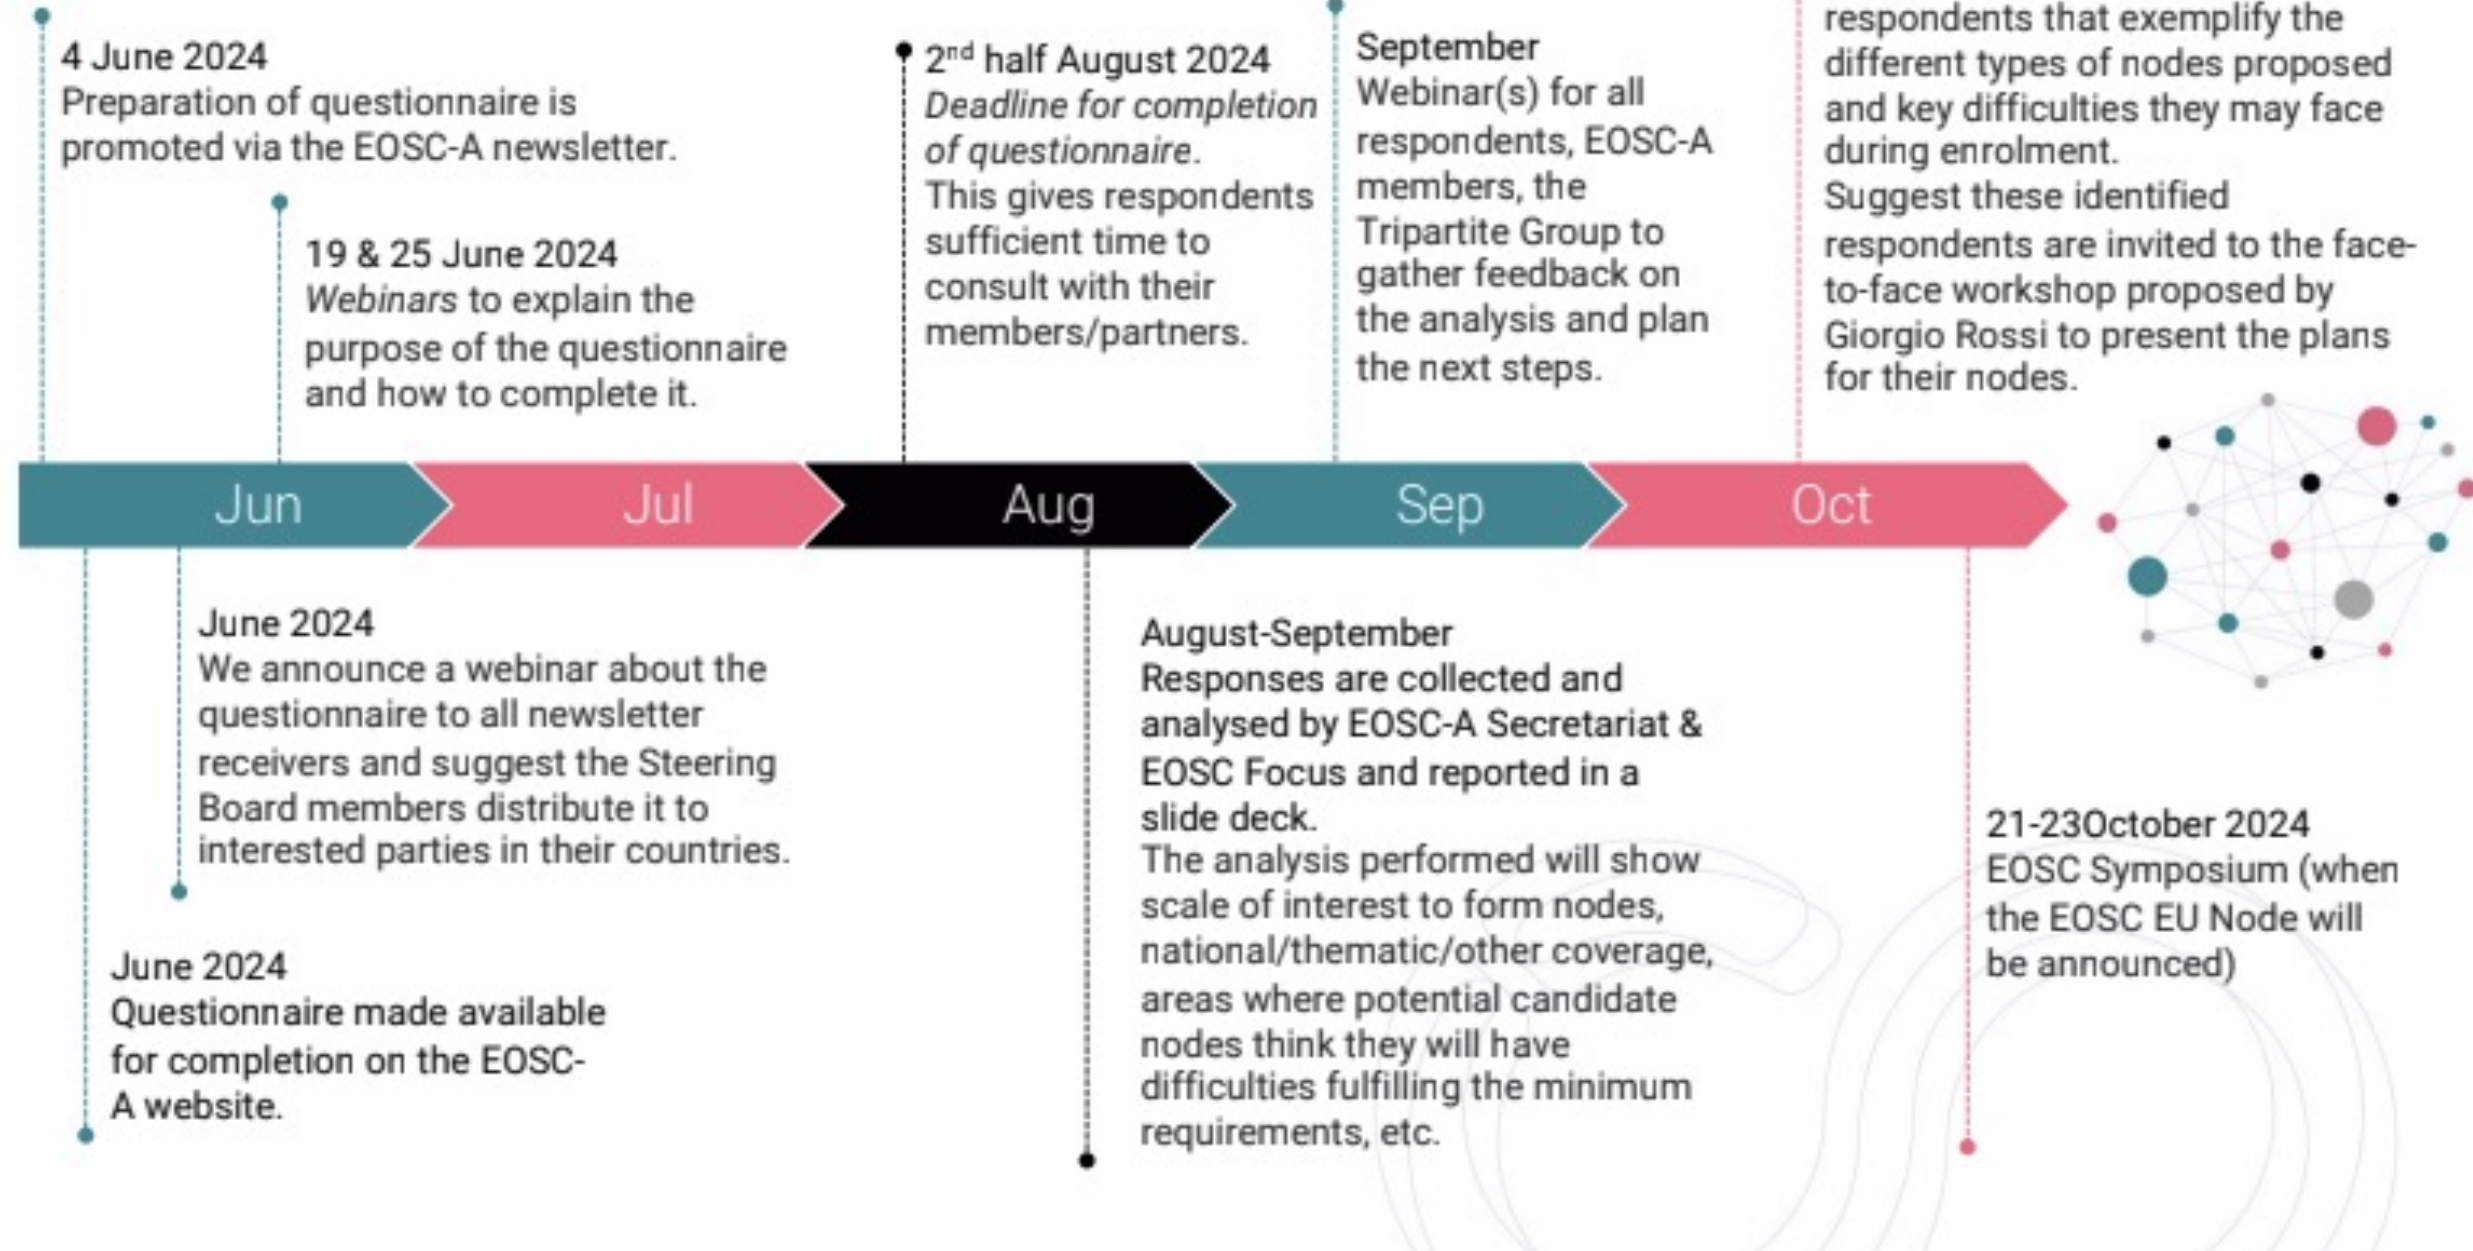 4 June 2024
Preparation of questionnaire is
promoted via the EOSC-A newsletter.
19 & 25 June 2024
Webinars to explain the
purpose of the questionnaire
and how to complete it.
2nd half August 2024
Deadline for completion
of questionnaire.
This gives respondents
sufficient time to
consult with their
members/partners.
September
Webinar(s) for all
respondents, EOSC-A
members, the
Tripartite Group to
gather feedback on
the analysis and plan
the next steps.
respondents that exemplify the
different types of nodes proposed
and key difficulties they may face
during enrolment.
Suggest these identified
respondents are invited to the face-
to-face workshop proposed by
Giorgio Rossi to present the plans
for their nodes.
Jun
Jul
Aug
Sep
Oct
June 2024
We announce a webinar about the
questionnaire to all newsletter
receivers and suggest the Steering
Board members distribute it to
interested parties in their countries.
June 2024
Questionnaire made available
for completion on the EOSC-
A website.
August-September
Responses are collected and
analysed by EOSC-A Secretariat &
EOSC Focus and reported in a
slide deck.
The analysis performed will show
scale of interest to form nodes,
national/thematic/other coverage,
areas where potential candidate
nodes think they will have
difficulties fulfilling the minimum
requirements, etc.
21-23October 2024
EOSC Symposium (when
the EOSC EU Node will
be announced)